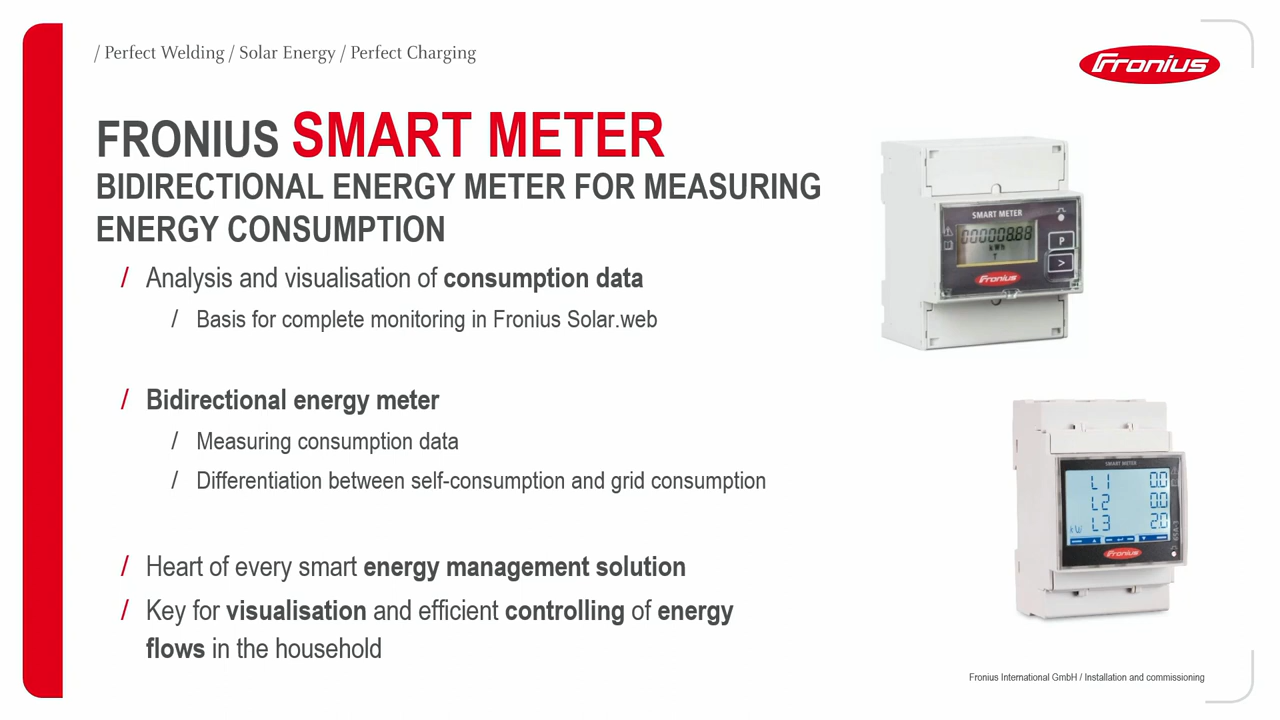 / Perfect Welding / Solar Energy / Perfect Charging
Fronius
FRONIUS SMART METER
BIDIRECTIONAL ENERGY METER FOR MEASURING
ENERGY CONSUMPTION
/ Analysis and visualisation of consumption data
/ Basis for complete monitoring in Fronius Solar.web
/ Bidirectional energy meter
/ Measuring consumption data
/ Differentiation between self-consumption and grid consumption
/ Heart of every smart energy management solution
/ Key for visualisation and efficient controlling of energy
flows in the household
SMART METER
000008.88
kWh
T
P
>
Fronius
SMART METER
L1 0.0
L2 0.0
L3 2.0
Fronius
Fronius International GmbH / Installation and commissioning